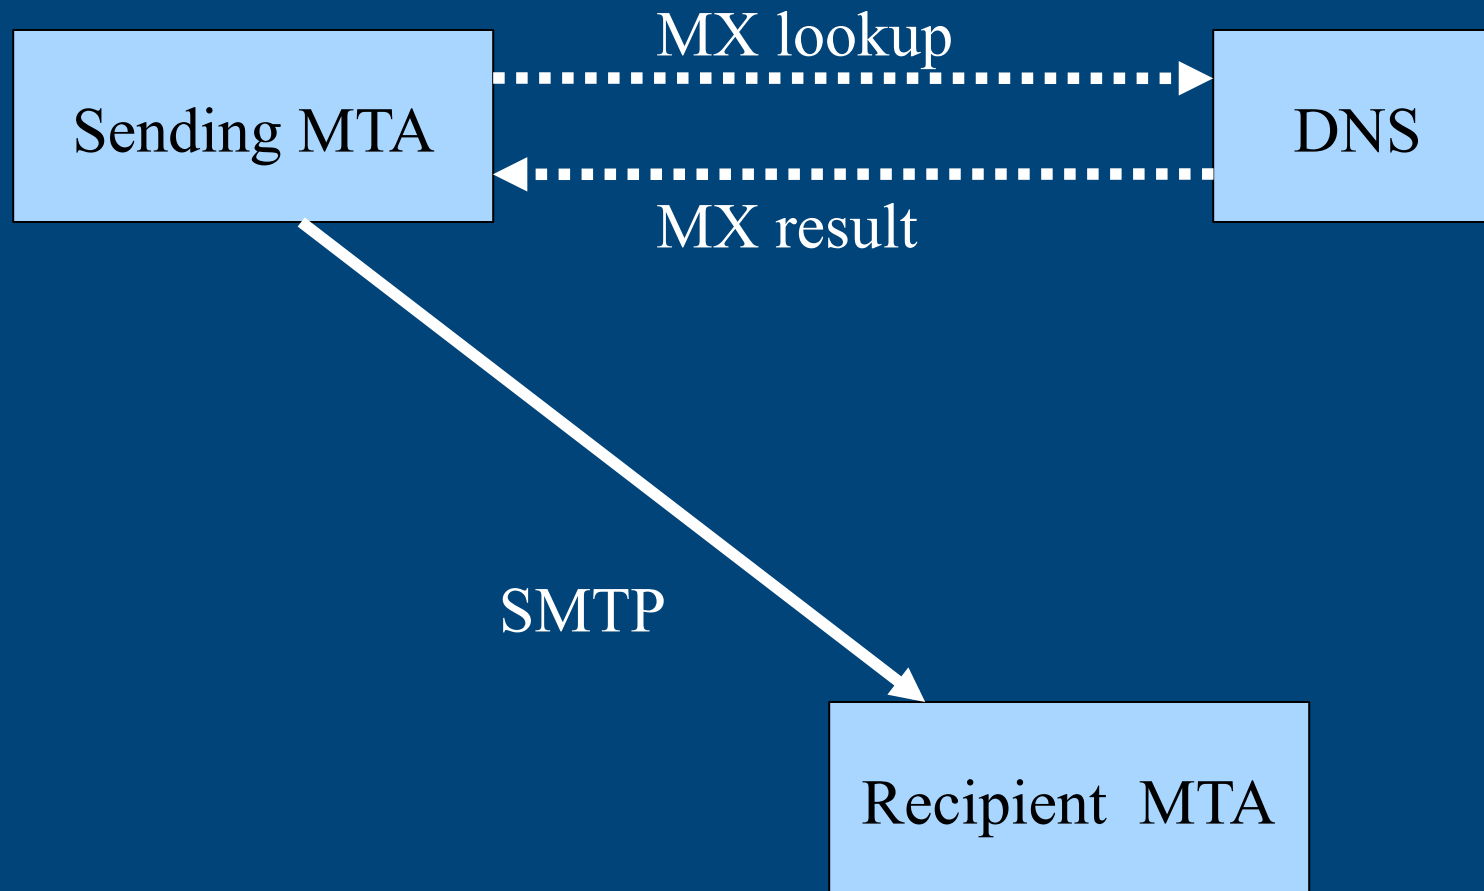 MX lookup
Sending MTA
DNS
MX result
SMTP
Recipient MTA